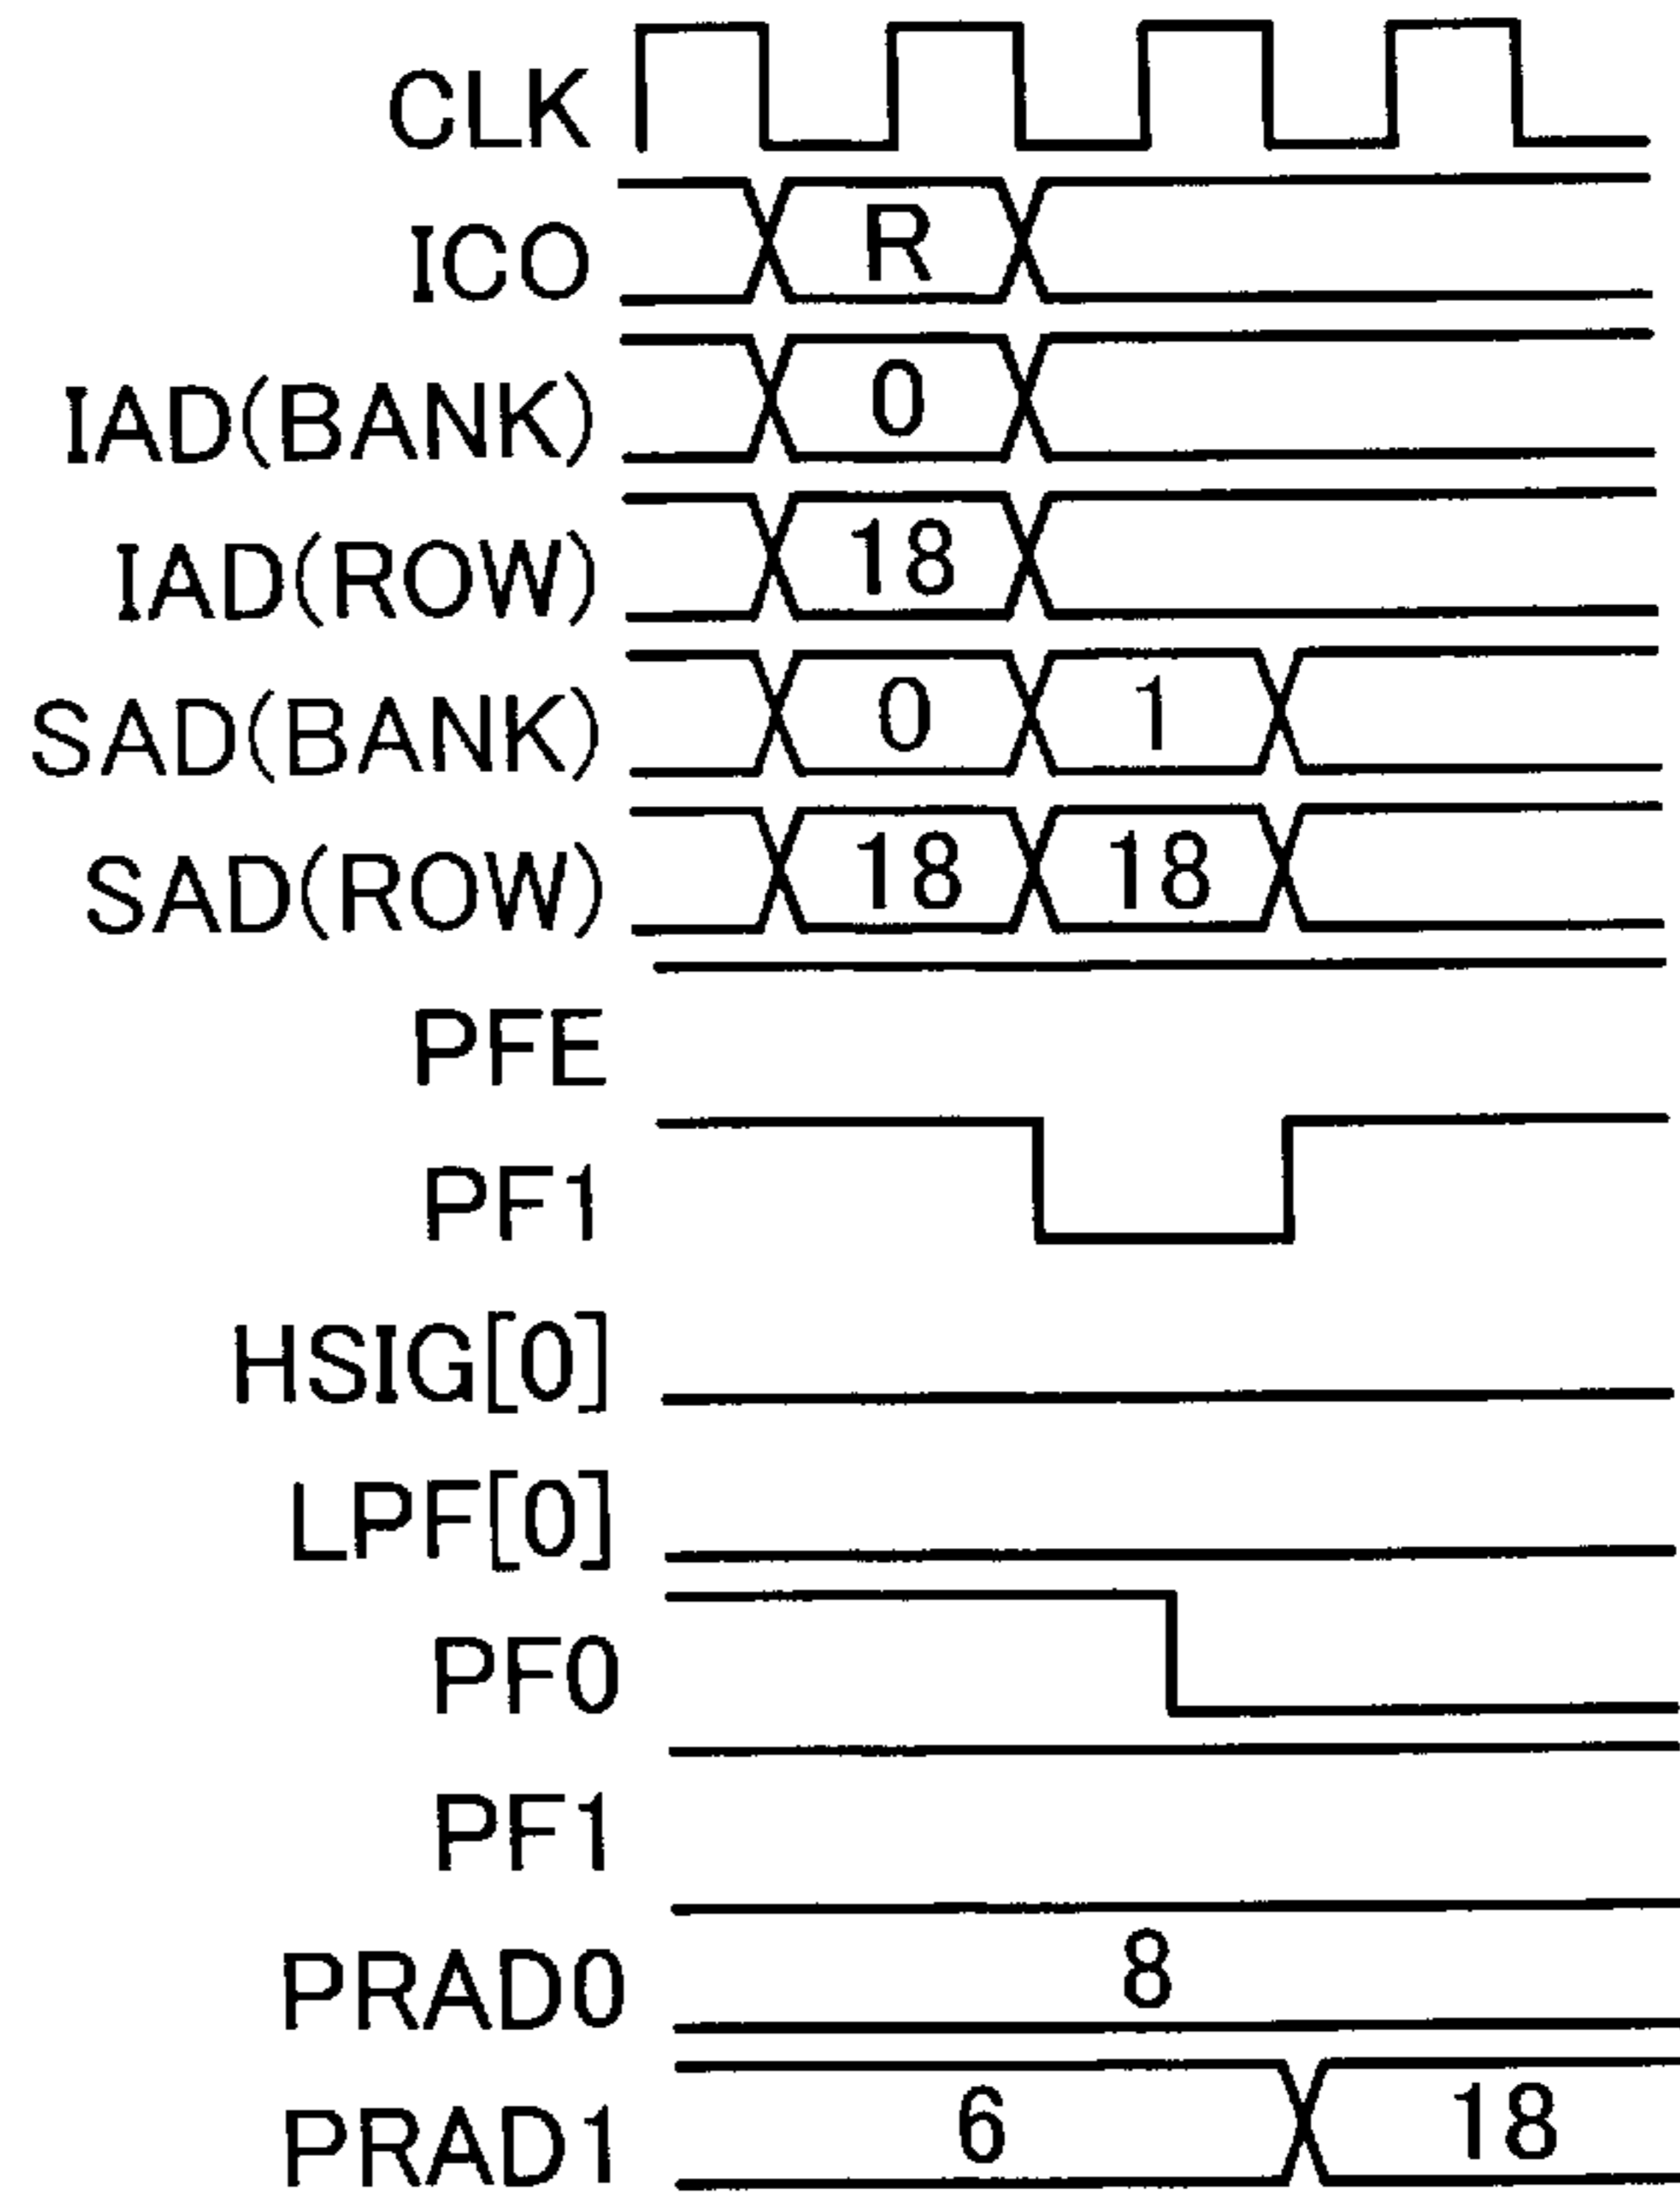 CLK
ICO R
IAD(BANK) 0
IAD(ROW) 18
SAD(BANK) 0 1
SAD(ROW) 18 18
PFE
PF1
HSIG[0]
LPF[0]
PF0
PF1
PRAD0 8
PRAD1 6 18